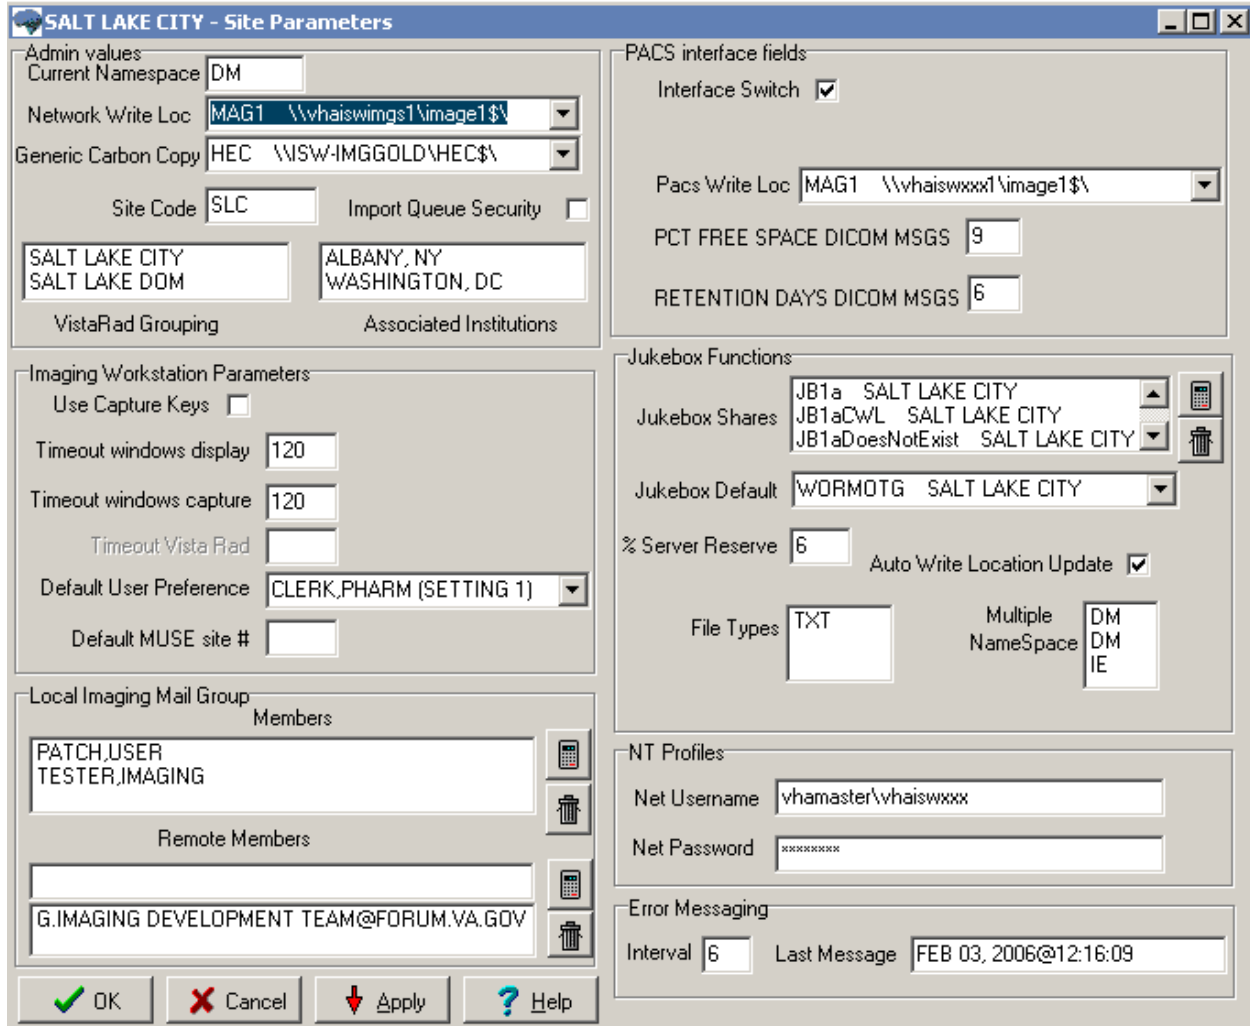 SALT LAKE CITY - Site Parameters
Admin values
Current Namespace DM
Network Write Loc MAG1 \\vhaiswimgs1\image1$\
Generic Carbon Copy HEC \\ISW-IMGGOLD\HEC$\
Site Code SLC Import Queue Security
SALT LAKE CITY
SALT LAKE DOM
VistaRad Grouping
ALBANY, NY
WASHINGTON, DC
Associated Institutions
Imaging Workstation Parameters
Use Capture Keys
Timeout windows display 120
Timeout windows capture 120
Timeout Vista Rad
Default User Preference CLERK,PHARM (SETTING 1)
Default MUSE site #
Local Imaging Mail Group
Members
PATCH,USER
TESTER,IMAGING
Remote Members
G.IMAGING DEVELOPMENT TEAM@FORUM.VA.GOV
OK Cancel Apply ? Help
PACS interface fields
Interface Switch
Pacs Write Loc MAG1 \\vhaiswxxx1\image1$\
PCT FREE SPACE DICOM MSGS 9
RETENTION DAYS DICOM MSGS 6
Jukebox Functions
Jukebox Shares
JB1a SALT LAKE CITY
JB1aCWL SALT LAKE CITY
JB1aDoesNotExist SALT LAKE CITY
Jukebox Default WORMOTG SALT LAKE CITY
% Server Reserve 6
Auto Write Location Update
File Types TXT
Multiple
NameSpace
DM
DM
IE
NT Profiles
Net Username vhamaster\vhaiswxxx
Net Password ********
Error Messaging
Interval 6 Last Message FEB 03, 2006@12:16:09